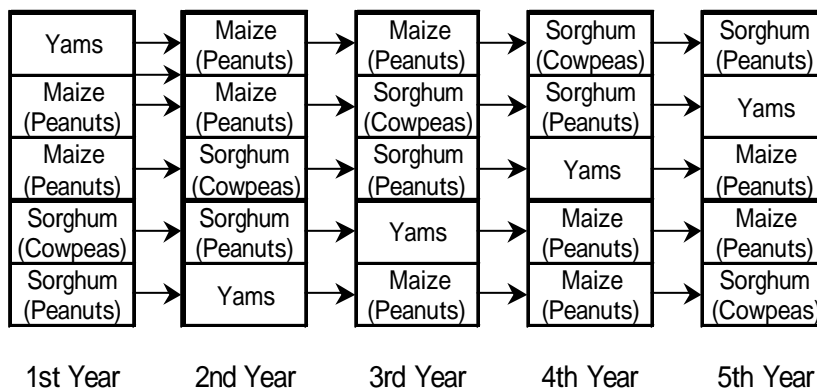 Yams
Maize
(Peanuts)
Maize
(Peanuts)
Sorghum
(Cowpeas)
Sorghum
(Peanuts)
Maize
(Peanuts)
Maize
(Peanuts)
Sorghum
(Cowpeas)
Sorghum
(Peanuts)
Yams
Maize
(Peanuts)
Sorghum
(Cowpeas)
Sorghum
(Peanuts)
Yams
Maize
(Peanuts)
Sorghum
(Cowpeas)
Sorghum
(Peanuts)
Yams
Maize
(Peanuts)
Maize
(Peanuts)
Sorghum
(Peanuts)
Yams
Maize
(Peanuts)
Maize
(Peanuts)
Sorghum
(Cowpeas)
1st Year 2nd Year 3rd Year 4th Year 5th Year